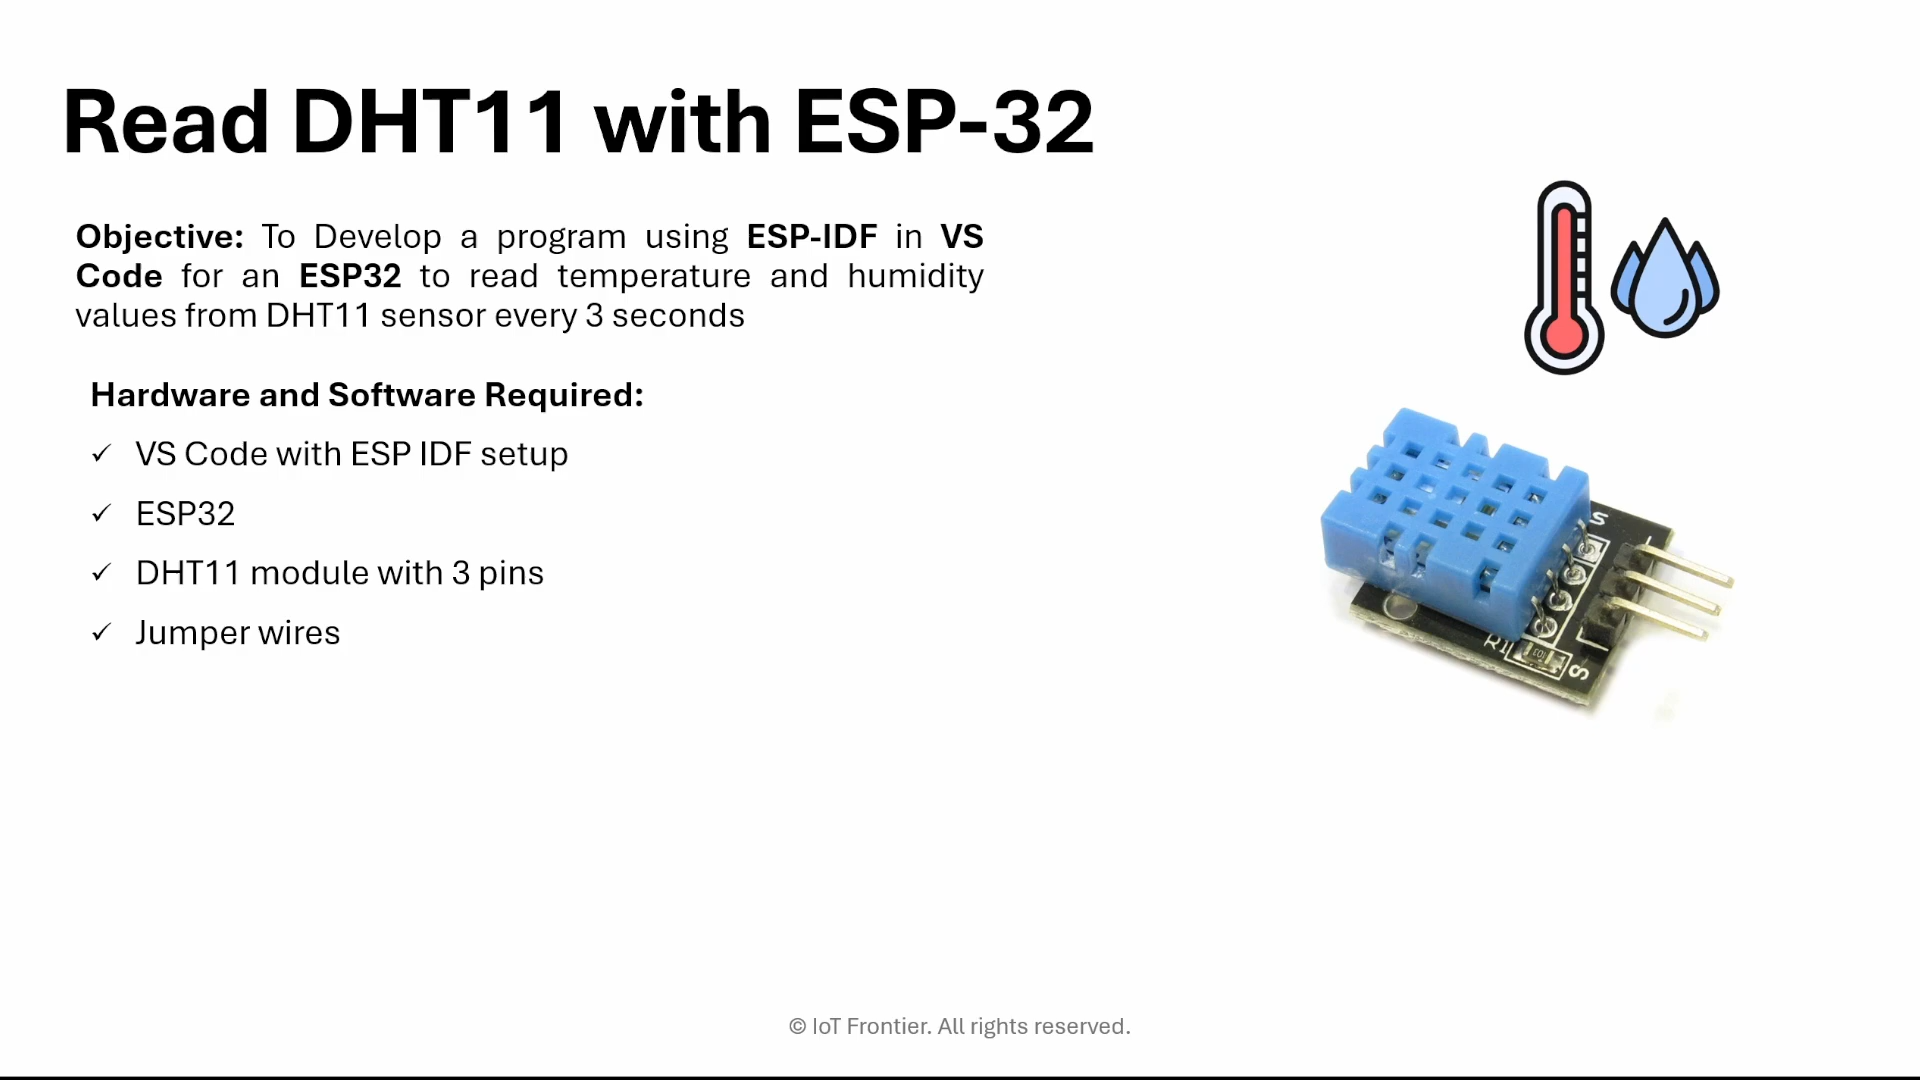 Read DHT11 with ESP-32
Objective: To Develop a program using ESP-IDF in VS
Code for an ESP32 to read temperature and humidity
values from DHT11 sensor every 3 seconds
Hardware and Software Required:
✓ VS Code with ESP IDF setup
✓ ESP32
✓ DHT11 module with 3 pins
✓ Jumper wires
S
R1
103
S
© IoT Frontier. All rights reserved.